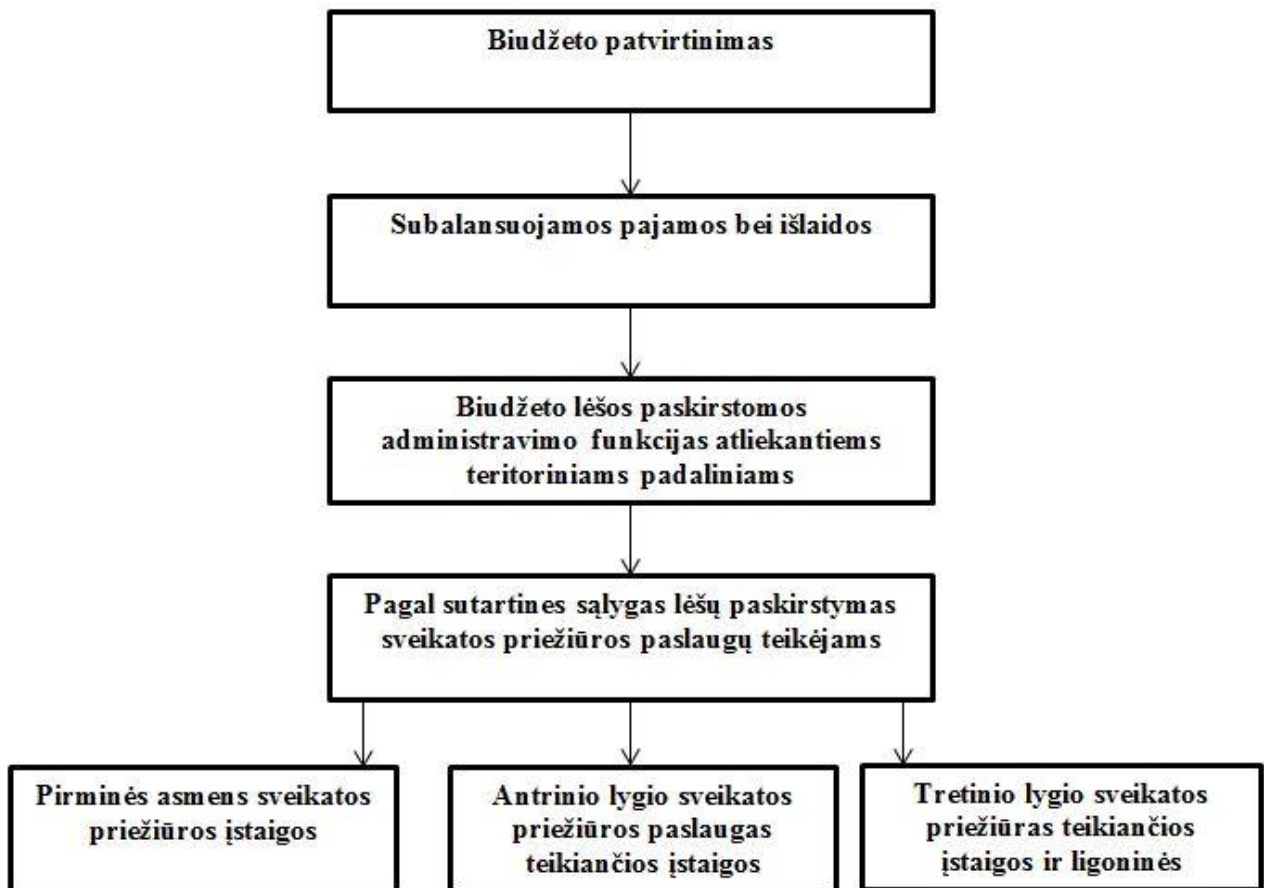 Biudžeto patvirtinimas
Subalansuojamos pajamos bei išlaidos
Biudžeto lėšos paskirstomos
administravimo funkcijas atliekantiems
teritoriniams padaliniams
Pagal sutartines sąlygas lėšų paskirstymas
sveikatos priežiūros paslaugų teikėjams
Pirminės asmens sveikatos
priežiūros įstaigos
Antrinio lygio sveikatos
priežiūros paslaugas
teikiančios įstaigos
Tretinio lygio sveikatos
priežiūras teikiančios
įstaigos ir ligoninės